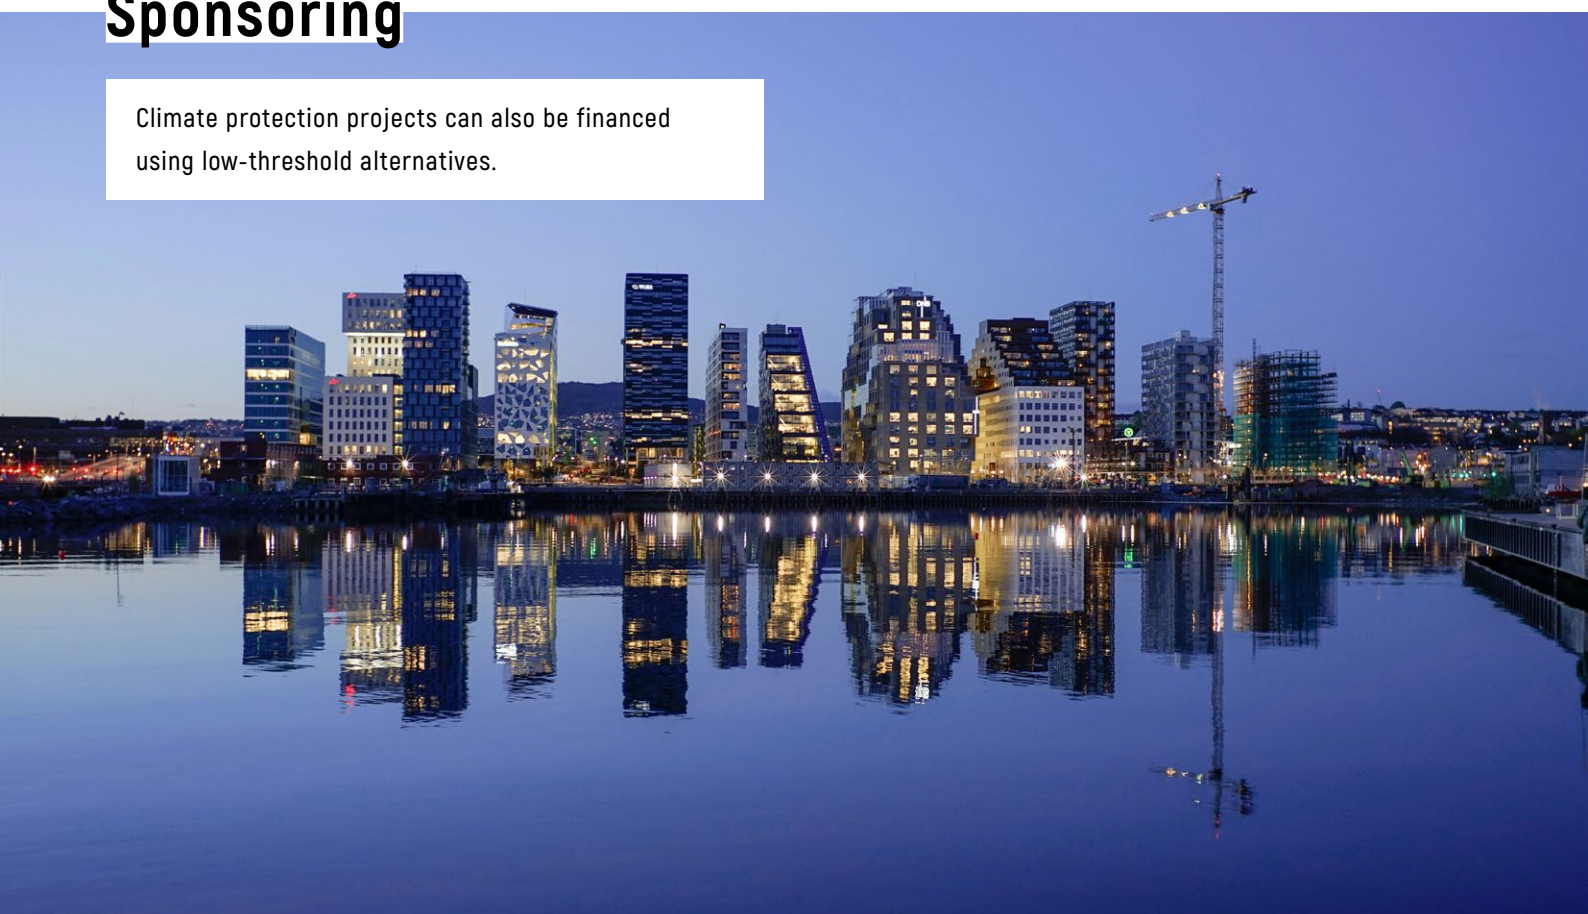 Sponsoring
Climate protection projects can also be financed
using low-threshold alternatives.